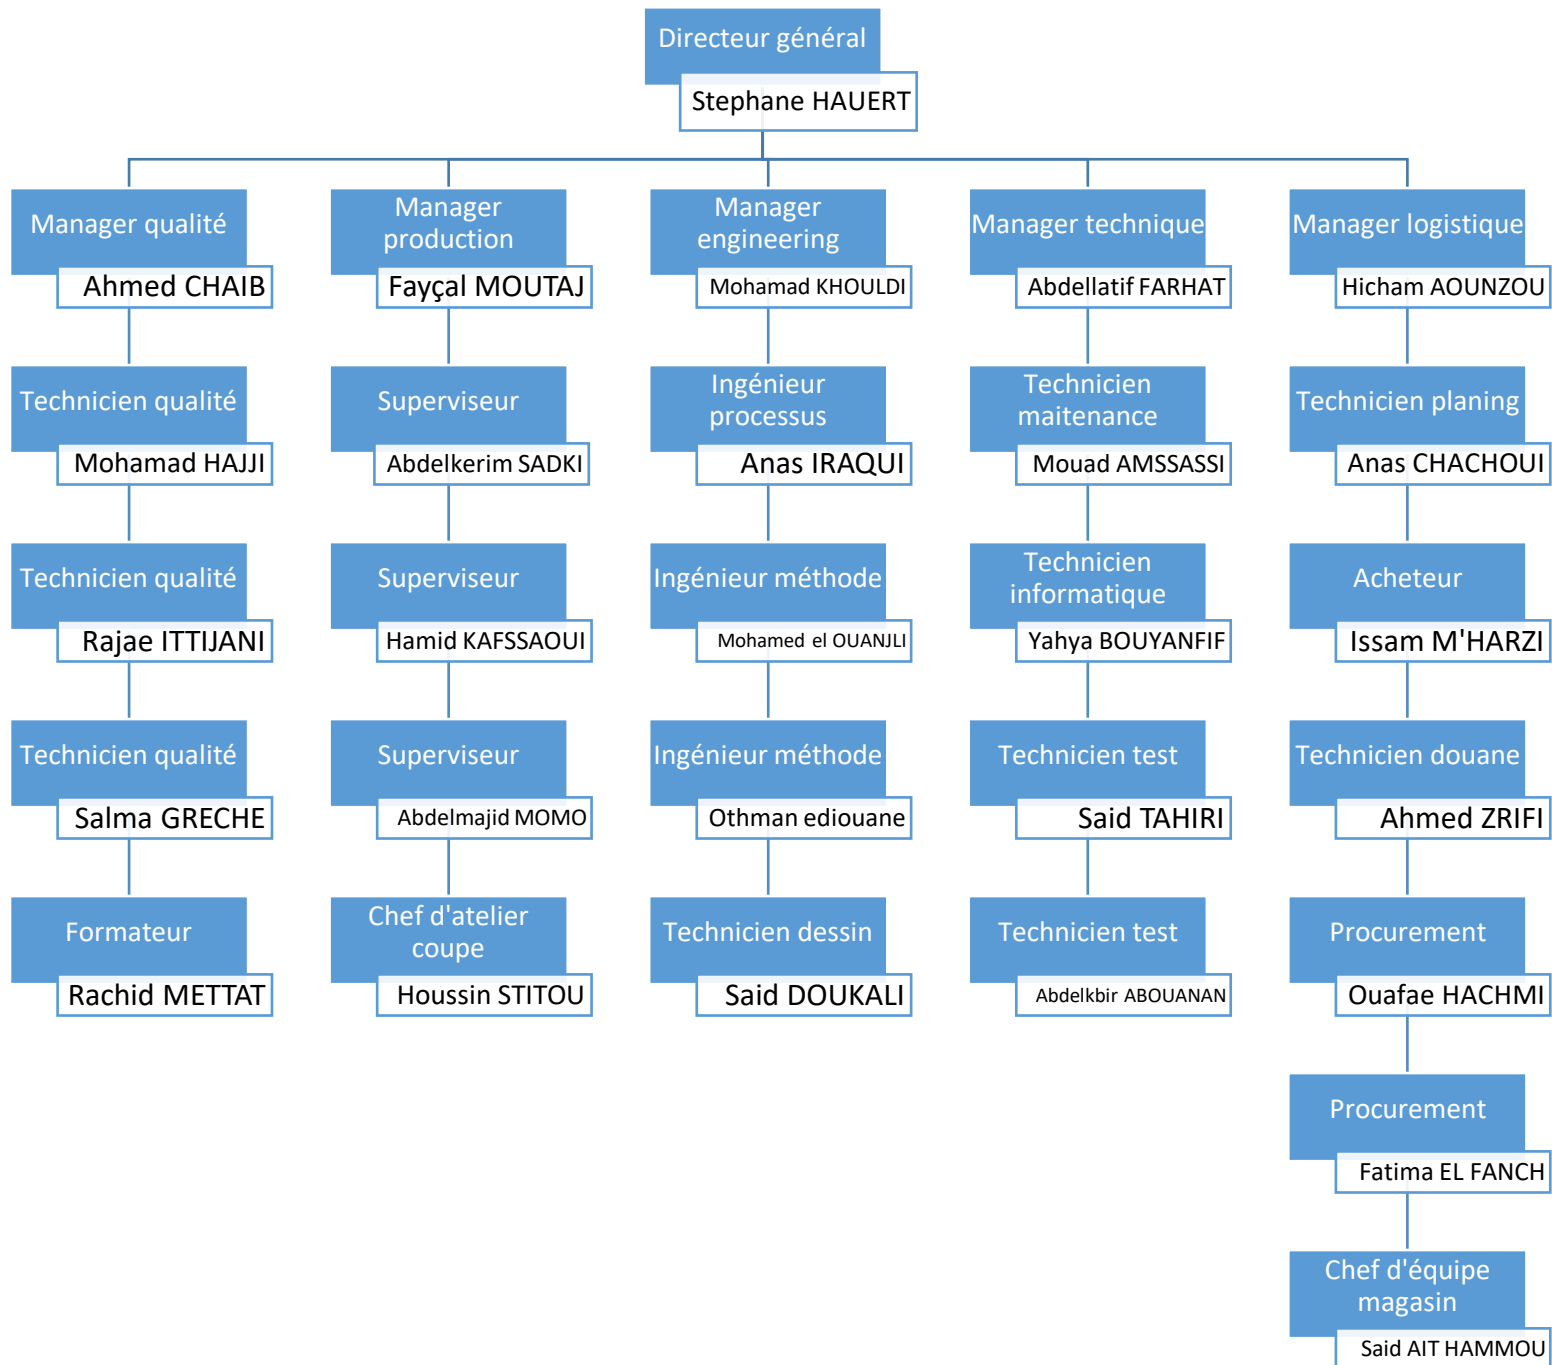 Directeur général
Stephane HAUERT
Manager qualité
Ahmed CHAIB
Technicien qualité
Mohamad HAJJI
Technicien qualité
Rajae ITTIJANI
Technicien qualité
Salma GRECHE
Formateur
Rachid METTAT
Manager
production
Fayçal MOUTAJ
Superviseur
Abdelkerim SADKI
Superviseur
Hamid KAFSSAOUI
Superviseur
Abdelmajid MOMO
Chef d'atelier
coupe
Houssin STITOU
Manager
engineering
Mohamad KHOULDI
Ingénieur
processus
Anas IRAQUI
Ingénieur méthode
Mohamed el OUANJLI
Ingénieur méthode
Othman ediouane
Technicien dessin
Said DOUKALI
Manager technique
Abdellatif FARHAT
Technicien
maitenance
Mouad AMSSASSI
Technicien
informatique
Yahya BOUYANFIF
Technicien test
Said TAHIRI
Technicien test
Abdelkbir ABOUANAN
Manager logistique
Hicham AOUNZOU
Technicien planing
Anas CHACHOUI
Acheteur
Issam M'HARZI
Technicien douane
Ahmed ZRIFI
Procurement
Ouafae HACHMI
Procurement
Fatima EL FANCH
Chef d'équipe
magasin
Said AIT HAMMOU